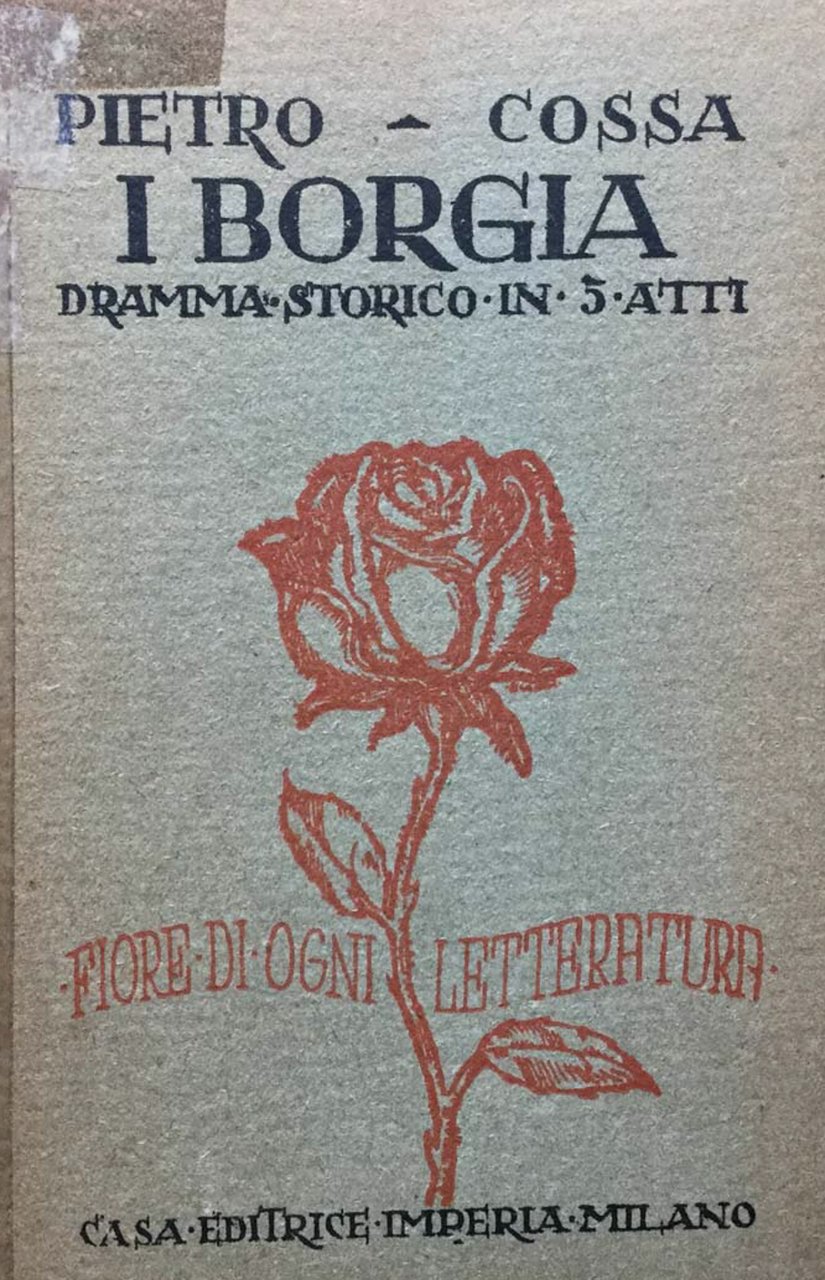 PIETRO - COSSA
I BORGIA
DRAMMA·STORICO·IN·5·ATTI
·FIORE·DI·OGNI LETTERATURA·
CASA·EDITRICE·IMPERIA·MILANO